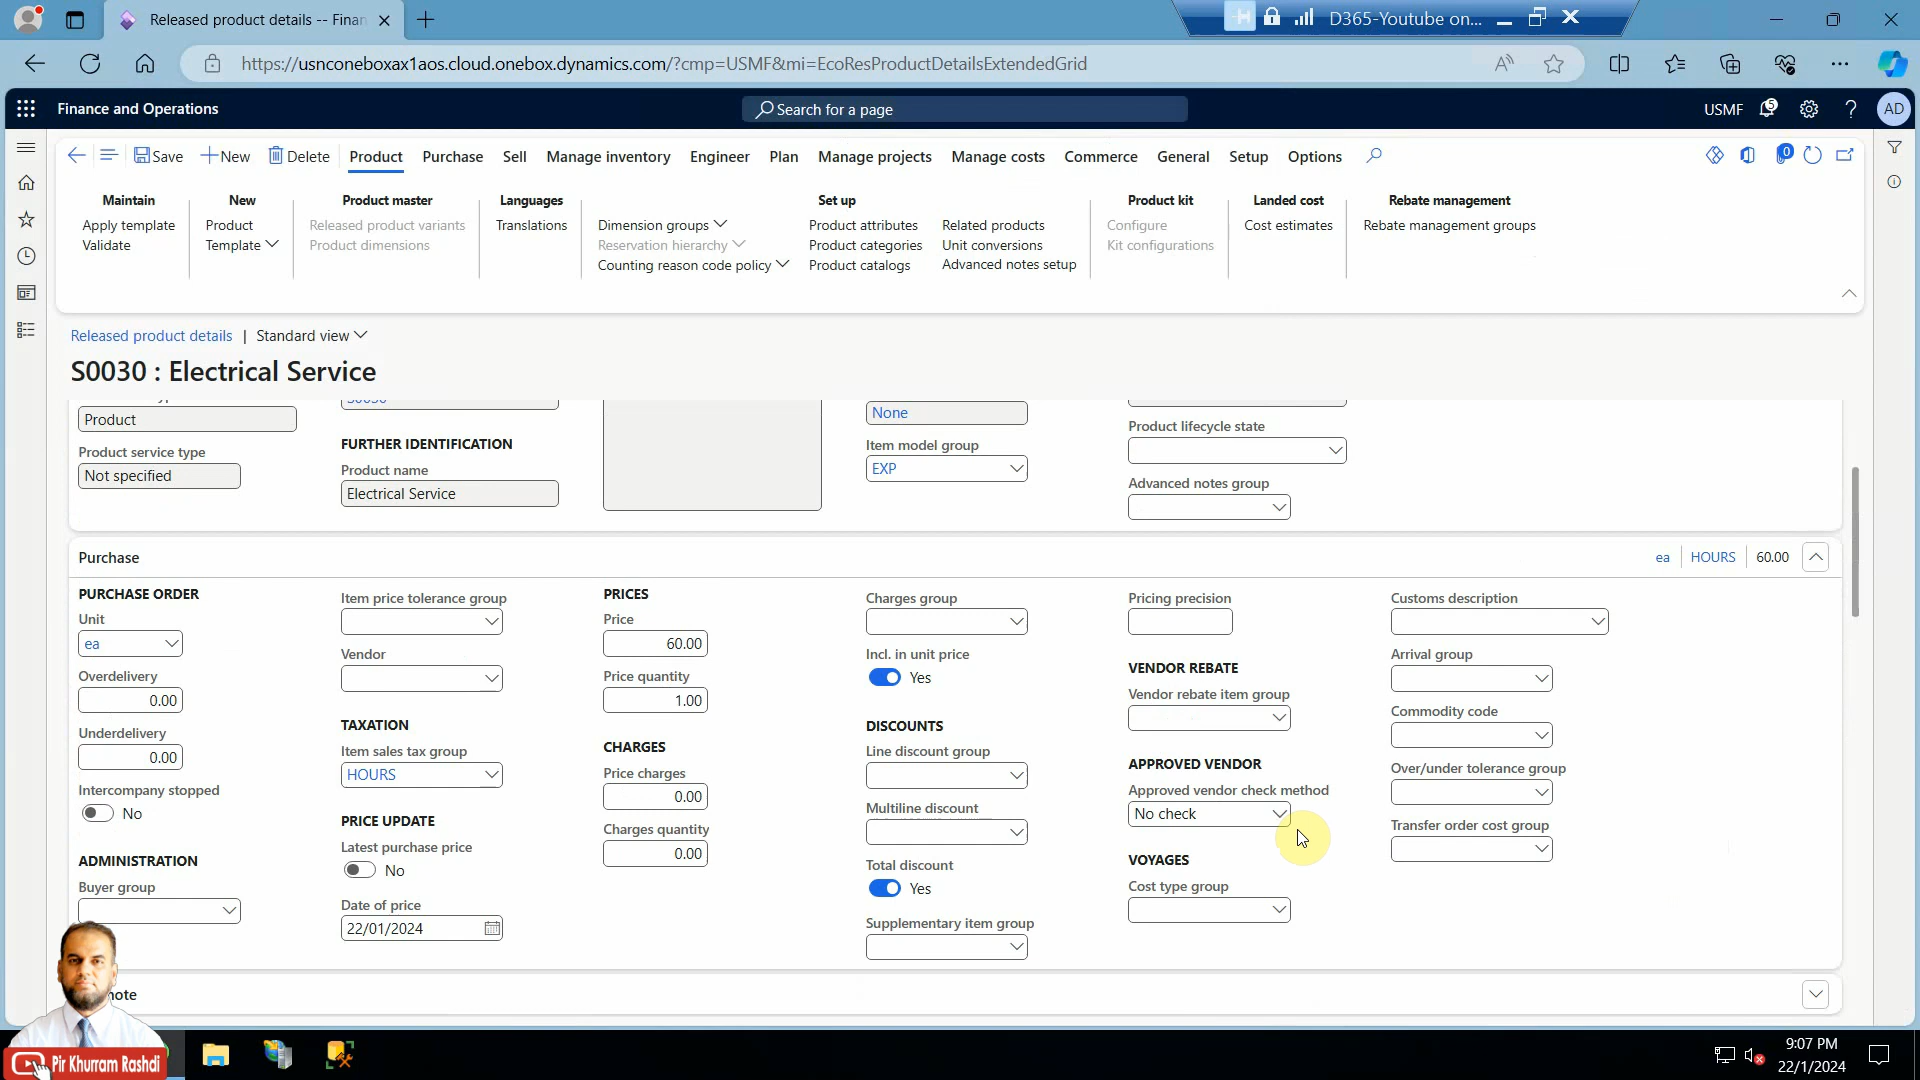 Released product details -- Finan
D365-Youtube on...
https://usnconeboxax1aos.cloud.onebox.dynamics.com/?cmp=USMF&mi=EcoResProductDetailsExtendedGrid
Finance and Operations
Search for a page
USMF
5
?
AD
Save
New
Delete
Product
Purchase
Sell
Manage inventory
Engineer
Plan
Manage projects
Manage costs
Commerce
General
Setup
Options
0
Maintain
Apply template
Validate
New
Product
Template
Product master
Released product variants
Product dimensions
Languages
Translations
Set up
Dimension groups
Reservation hierarchy
Counting reason code policy
Product attributes
Product categories
Product catalogs
Related products
Unit conversions
Advanced notes setup
Product kit
Configure
Kit configurations
Landed cost
Cost estimates
Rebate management
Rebate management groups
Released product details | Standard view
S0030 : Electrical Service
Product
Product service type
Not specified
S0030
FURTHER IDENTIFICATION
Product name
Electrical Service
None
Item model group
EXP
Product lifecycle state
Advanced notes group
Purchase
ea
HOURS
60.00
PURCHASE ORDER
Unit
ea
Overdelivery
0.00
Underdelivery
0.00
Intercompany stopped
No
ADMINISTRATION
Buyer group
Item price tolerance group
Vendor
TAXATION
Item sales tax group
HOURS
PRICE UPDATE
Latest purchase price
No
Date of price
22/01/2024
PRICES
Price
60.00
Price quantity
1.00
CHARGES
Price charges
0.00
Charges quantity
0.00
Charges group
Incl. in unit price
Yes
DISCOUNTS
Line discount group
Multiline discount
Total discount
Yes
Supplementary item group
Pricing precision
VENDOR REBATE
Vendor rebate item group
APPROVED VENDOR
Approved vendor check method
No check
VOYAGES
Cost type group
Customs description
Arrival group
Commodity code
Over/under tolerance group
Transfer order cost group
Pir Khurram Rashdi
9:07 PM
22/1/2024